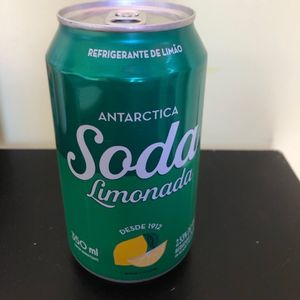 REFRIGERANTE DE LIMÃO
ANTARCTICA
Soda
Limonada
DESDE 1912
350 ml